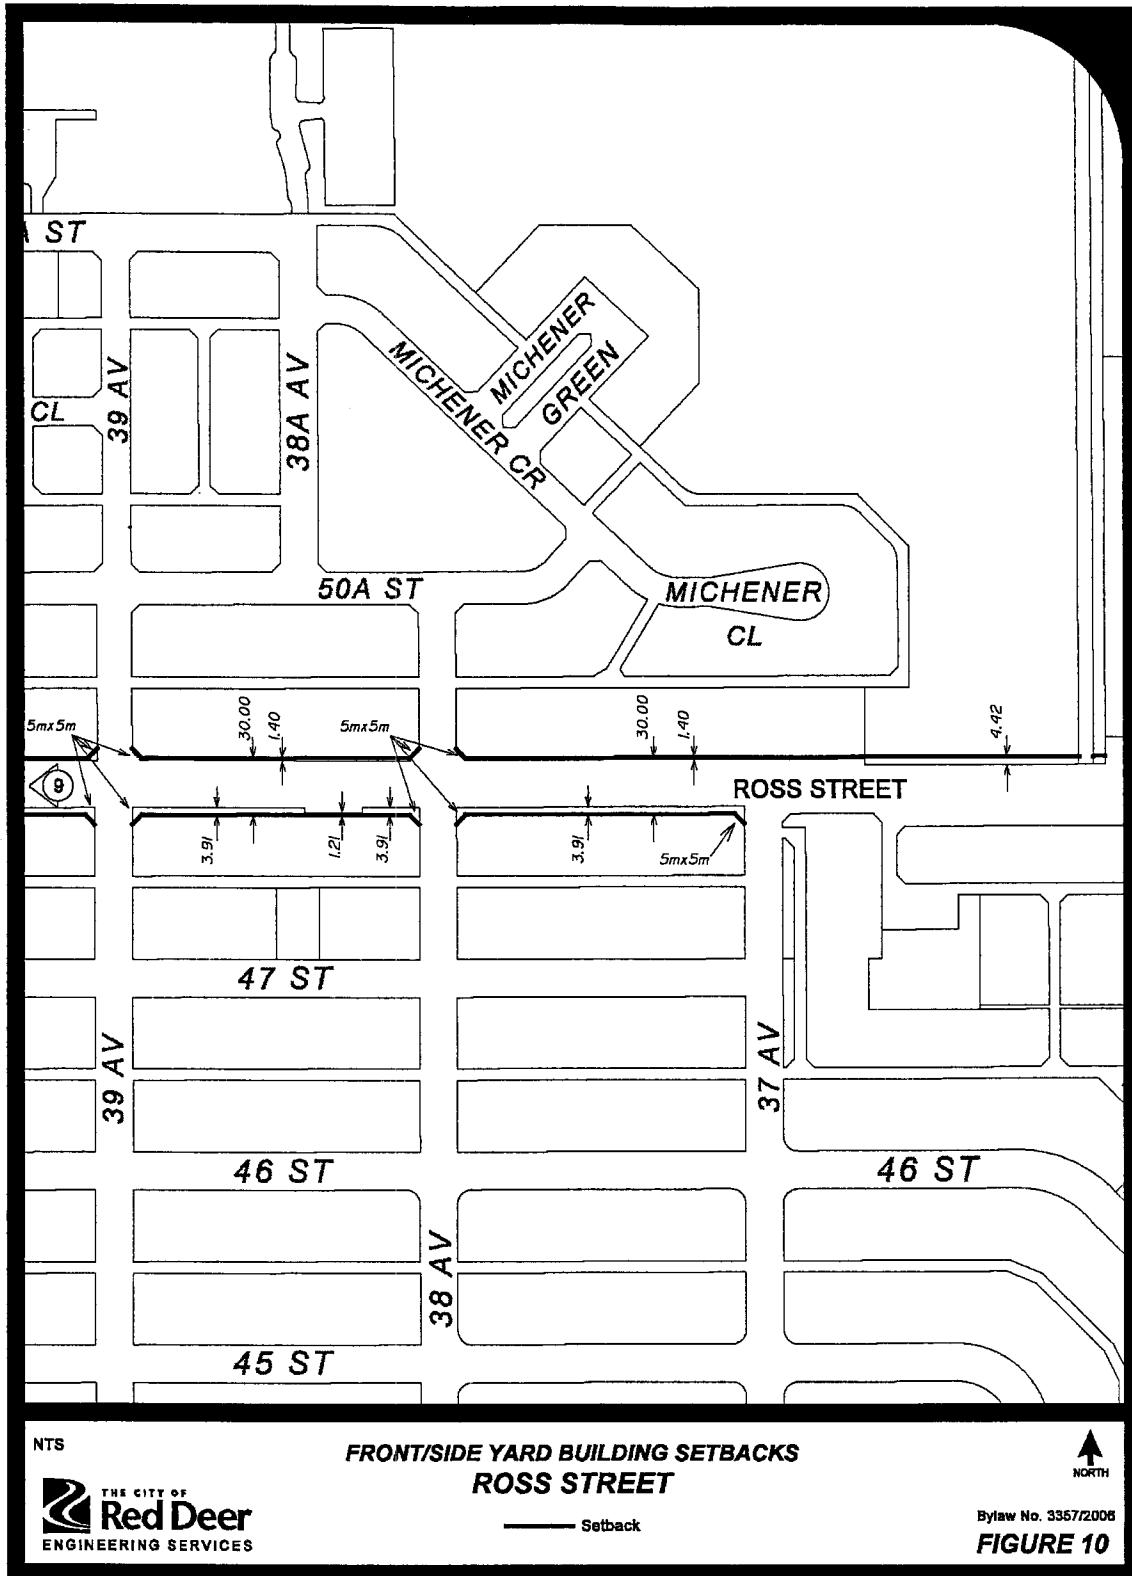 A ST
MICHENER
GREEN
MICHENER CR
39 AV
38A AV
CL
50A ST
MICHENER
CL
5mx5m
30.00
1.40
5mx5m
30.00
1.40
4.42
9
ROSS STREET
3.91
1.21
3.91
3.91
5mx5m
47 ST
39 AV
37 AV
46 ST
46 ST
38 AV
45 ST
NTS
FRONT/SIDE YARD BUILDING SETBACKS
ROSS STREET
NORTH
THE CITY OF
Red Deer
ENGINEERING SERVICES
Setback
Bylaw No. 3357/2006
FIGURE 10